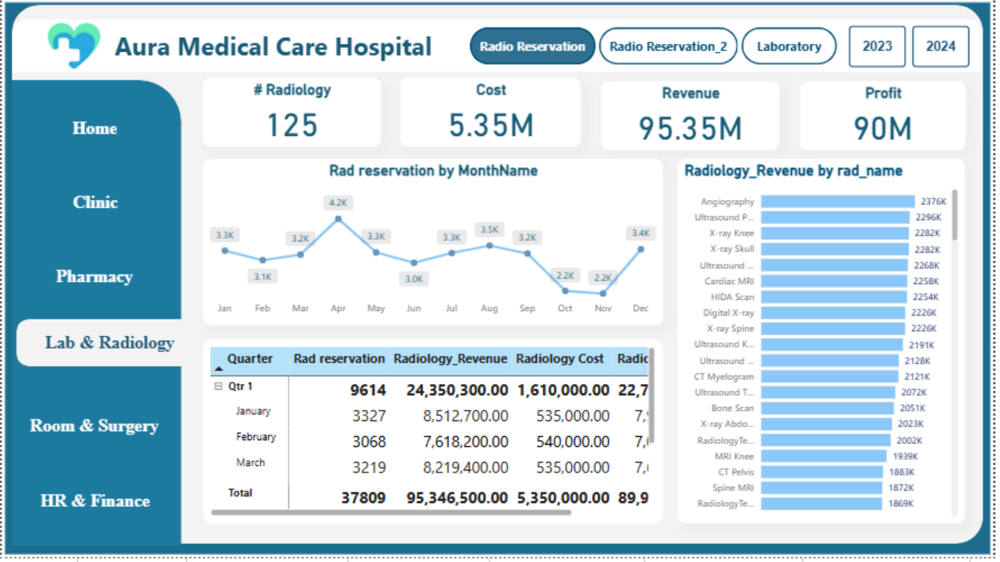 Aura Medical Care Hospital
Radio Reservation
Radio Reservation_2
Laboratory
2023
2024
Home
Clinic
Pharmacy
Lab & Radiology
Room & Surgery
HR & Finance
# Radiology
125
Cost
5.35M
Revenue
95.35M
Profit
90M
Rad reservation by MonthName
3.3K
3.1K
3.2K
4.2K
3.3K
3.0K
3.3K
3.5K
3.2K
2.2K
2.2K
3.4K
Jan Feb Mar Apr May Jun Jul Aug Sep Oct Nov Dec
Quarter Rad reservation Radiology_Revenue Radiology Cost Radic
Qtr 1 9614 24,350,300.00 1,610,000.00 22,7
January 3327 8,512,700.00 535,000.00 7,
February 3068 7,618,200.00 540,000.00 7,
March 3219 8,219,400.00 535,000.00 7,
Total 37809 95,346,500.00 5,350,000.00 89,9
Radiology_Revenue by rad_name
Angiography 2376K
Ultrasound P... 2296K
X-ray Knee 2282K
X-ray Skull 2282K
Ultrasound ... 2268K
Cardiac MRI 2258K
HIDA Scan 2254K
Digital X-ray 2226K
X-ray Spine 2226K
Ultrasound K... 2191K
Ultrasound ... 2128K
CT Myelogram 2121K
Ultrasound T... 2072K
Bone Scan 2051K
X-ray Abdo... 2023K
RadiologyTe... 2002K
MRI Knee 1939K
CT Pelvis 1883K
Spine MRI 1872K
RadiologyTe... 1869K